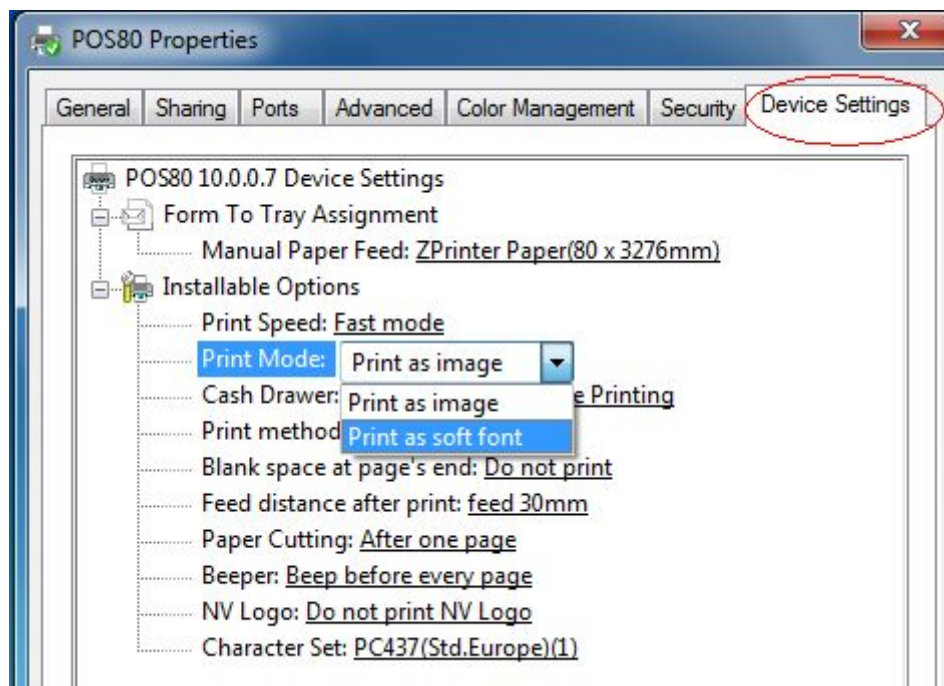 POS80 Properties
General Sharing Ports Advanced Color Management Security Device Settings
POS80 10.0.0.7 Device Settings
Form To Tray Assignment
Manual Paper Feed: ZPrinter Paper(80 x 3276mm)
Installable Options
Print Speed: Fast mode
Print Mode: Print as image
Cash Drawer: Print as image e Printing
Print method Print as soft font
Blank space at page's end: Do not print
Feed distance after print: feed 30mm
Paper Cutting: After one page
Beeper: Beep before every page
NV Logo: Do not print NV Logo
Character Set: PC437(Std.Europe)(1)